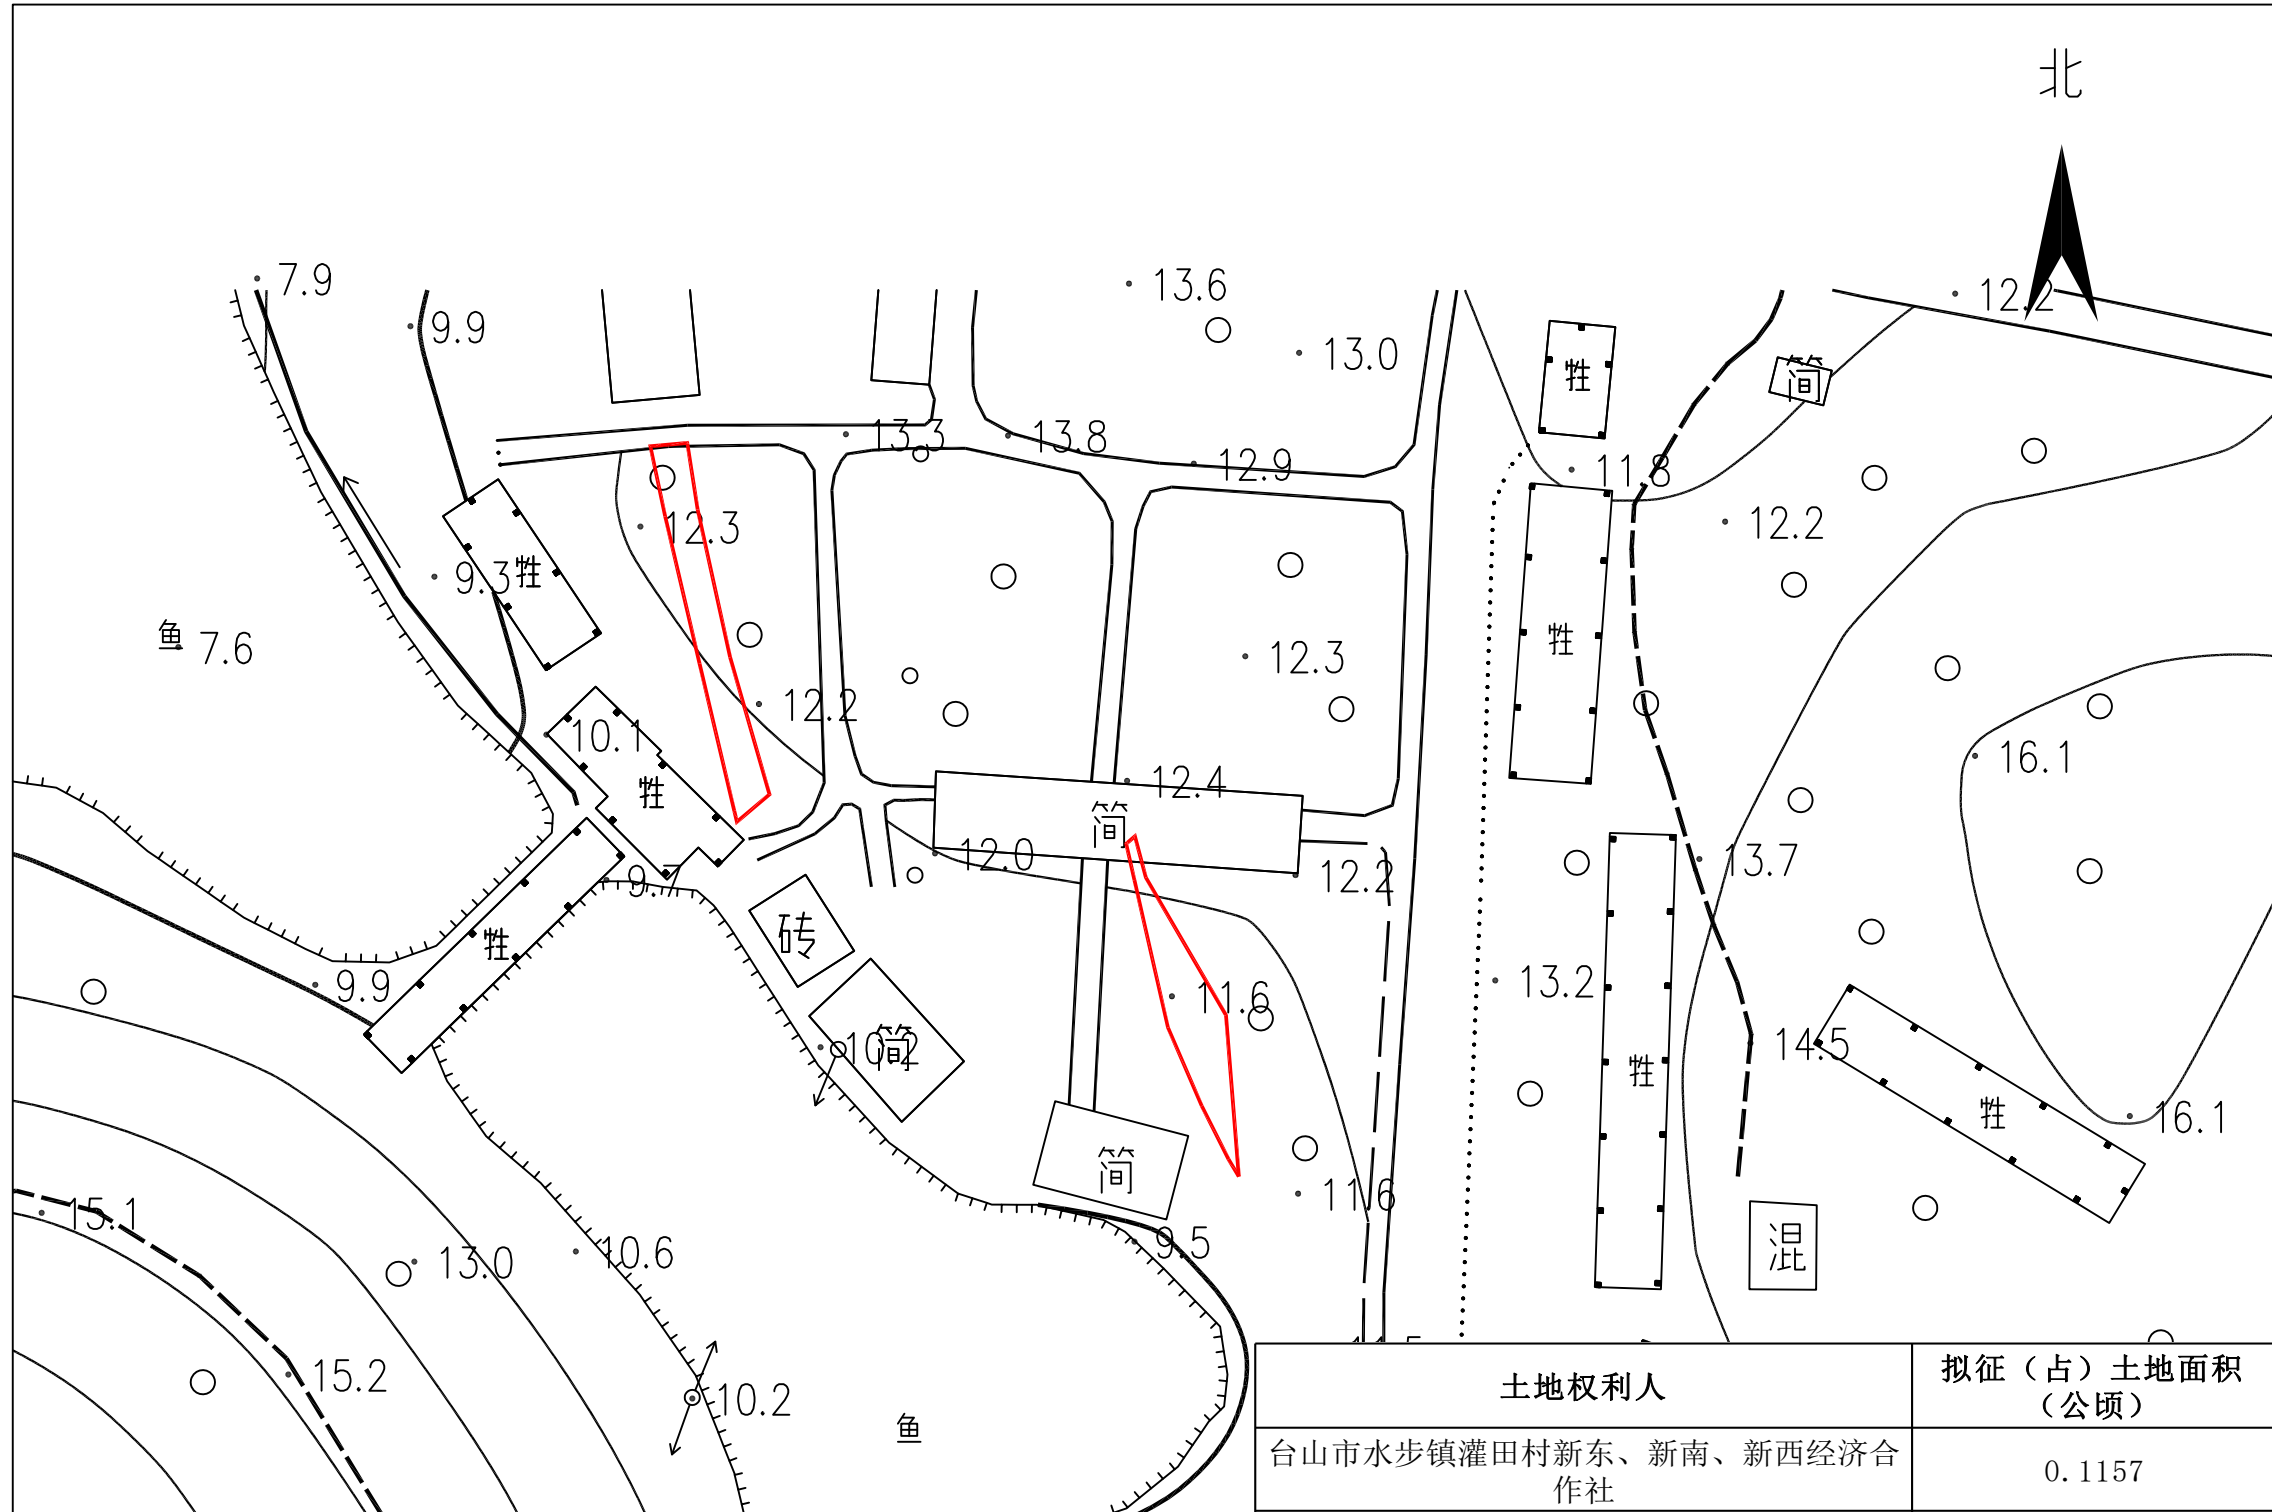 北
7.9
13.6
12.2
9.9
13.0
牲
简
13.3
13.8
12.9
11.8
12.3
12.2
9.3
牲
鱼
7.6
12.3
牲
12.2
10.1
16.1
牲
12.4
简
12.0
9.7
12.2
13.7
砖
牲
9.9
13.2
11.6
10.2
简
14.5
牲
牲
16.1
简
11.6
15.1
9.5
混
13.0
10.6
15.2
10.2
鱼
土地权利人
拟征（占）土地面积
（公顷）
台山市水步镇灌田村新东、新南、新西经济合
作社
0.1157